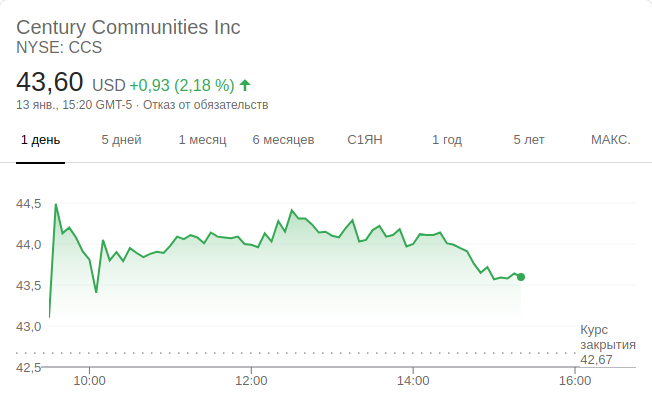 Century Communities Inc
NYSE: CCS
43,60 USD +0,93 (2,18 %)
13 янв., 15:20 GMT-5 · Отказ от обязательств
1 день 5 дней 1 месяц 6 месяцев С1ЯН 1 год 5 лет МАКС.
44,5
44,0
43,5
43,0
Курс
закрытия
42,67
42,5
10:00 12:00 14:00 16:00